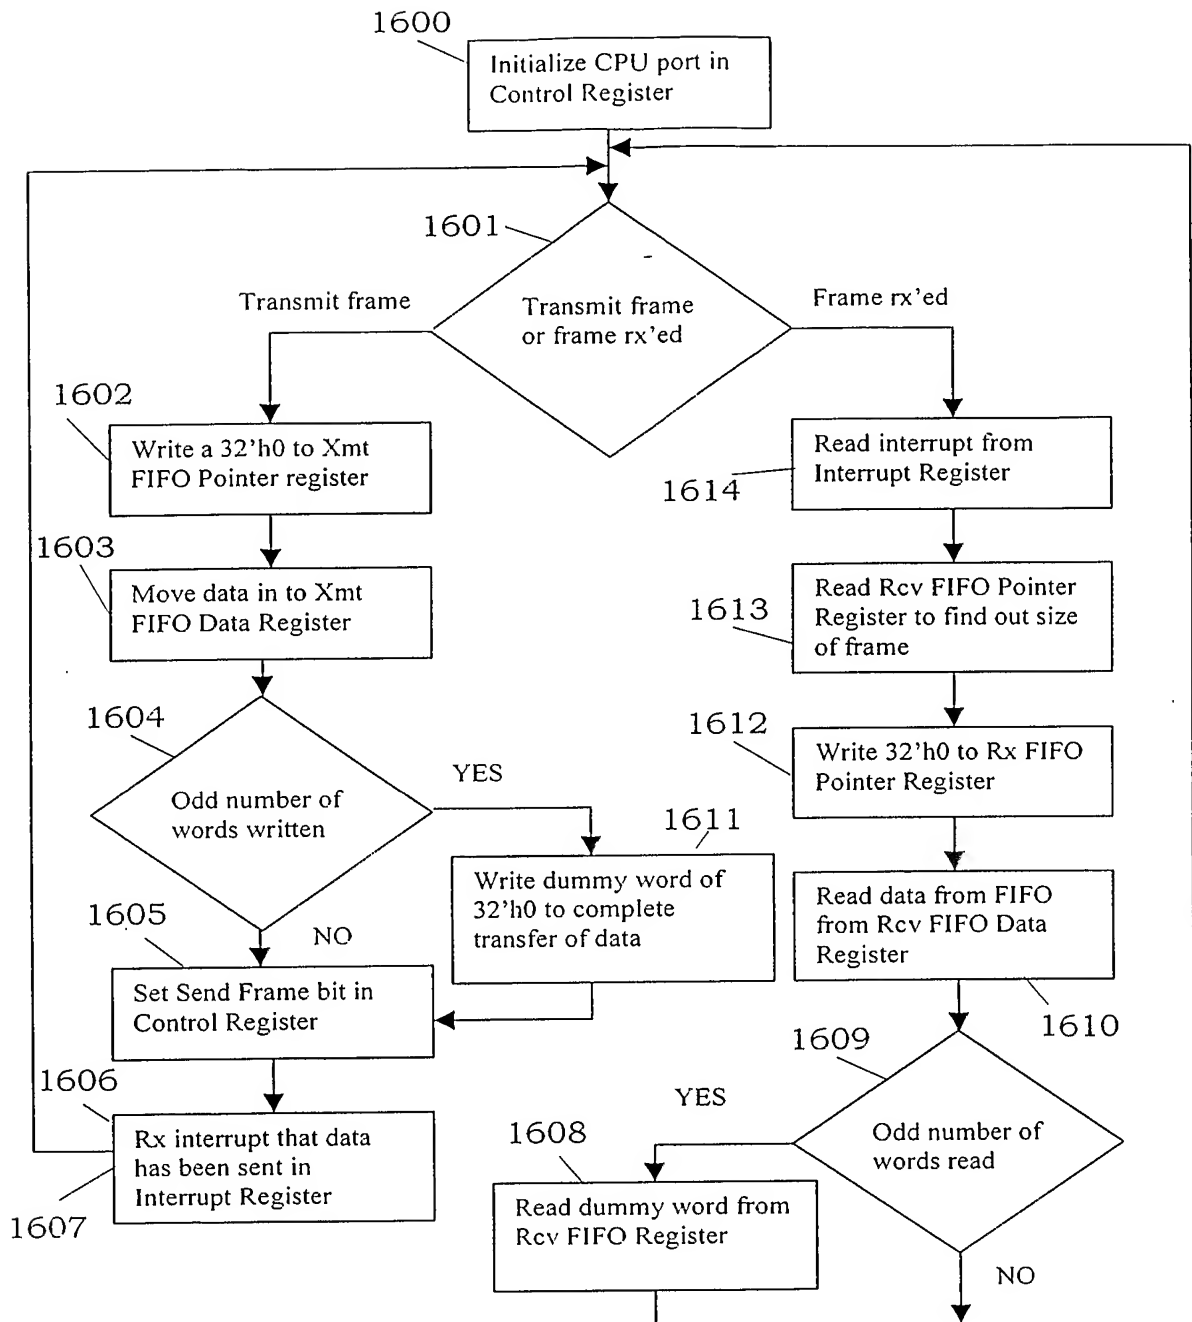 1600
Initialize CPU port in
Control Register
1601
Transmit frame
Frame rx'ed
Transmit frame
or frame rx'ed
1602
Write a 32'h0 to Xmt
FIFO Pointer register
Read interrupt from
Interrupt Register
1614
1603
Move data in to Xmt
FIFO Data Register
Read Rcv FIFO Pointer
Register to find out size
of frame
1613
1604
Odd number of
words written
YES
1612
Write 32'h0 to Rx FIFO
Pointer Register
1611
Write dummy word of
32'h0 to complete
transfer of data
Read data from FIFO
from Rcv FIFO Data
Register
1610
1605
NO
Set Send Frame bit in
Control Register
1609
Odd number of
words read
YES
1606
Rx interrupt that data
has been sent in
Interrupt Register
1607
1608
Read dummy word from
Rcv FIFO Register
NO